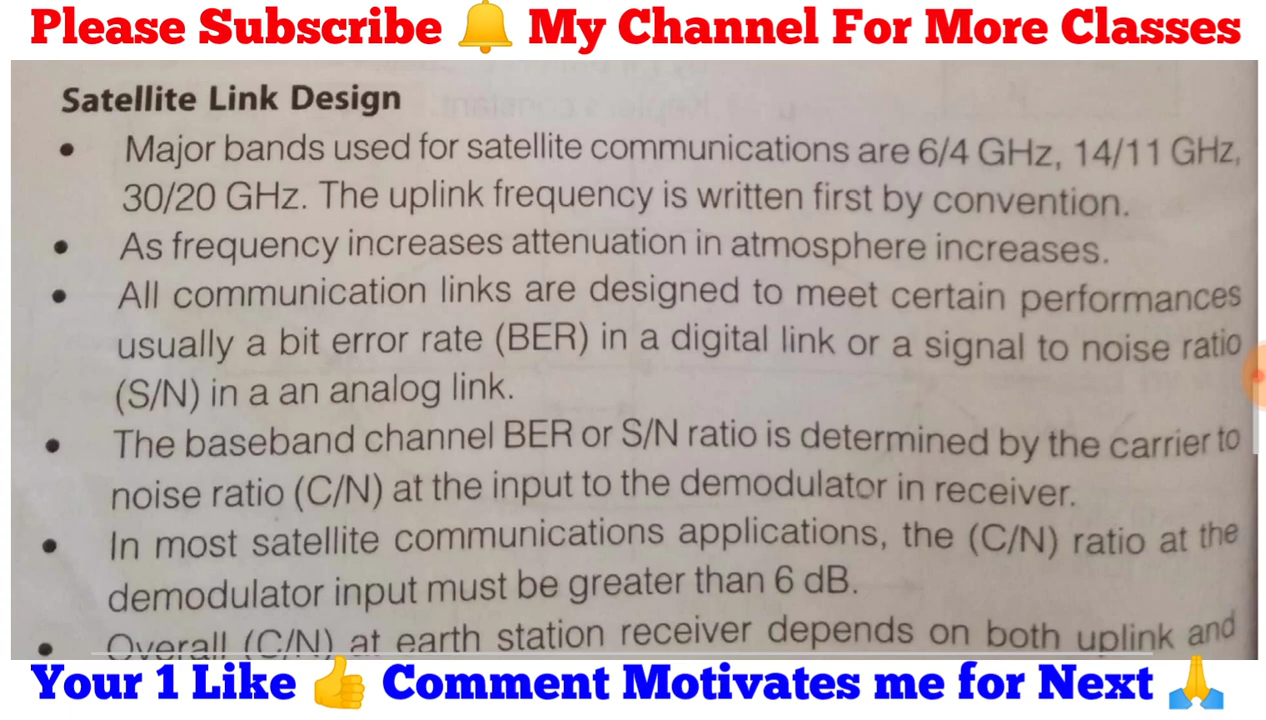 Please Subscribe 🔔 My Channel For More Classes
Satellite Link Design
• Major bands used for satellite communications are 6/4 GHz, 14/11 GHz,
30/20 GHz. The uplink frequency is written first by convention.
• As frequency increases attenuation in atmosphere increases.
• All communication links are designed to meet certain performances
usually a bit error rate (BER) in a digital link or a signal to noise ratio
(S/N) in a an analog link.
• The baseband channel BER or S/N ratio is determined by the carrier to
noise ratio (C/N) at the input to the demodulator in receiver.
• In most satellite communications applications, the (C/N) ratio at the
demodulator input must be greater than 6 dB.
• Overall (C/N) at earth station receiver depends on both uplink and
Your 1 Like 👍 Comment Motivates me for Next 🙏